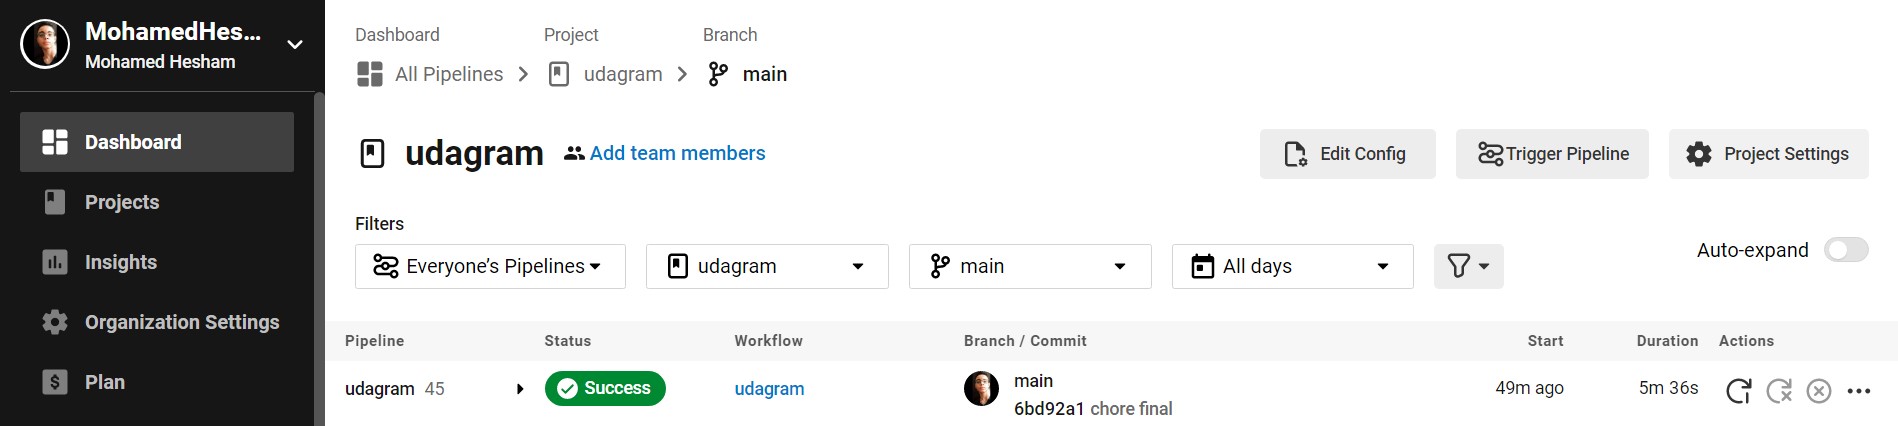 MohamedHes...
Mohamed Hesham
Dashboard
Projects
Insights
Organization Settings
Plan
Dashboard Project Branch
All Pipelines udagram main
udagram Add team members
Edit Config Trigger Pipeline Project Settings
Filters
Everyone’s Pipelines udagram main All days
Auto-expand
Pipeline Status Workflow Branch / Commit Start Duration Actions
udagram 45 Success udagram main 49m ago 5m 36s
6bd92a1 chore final